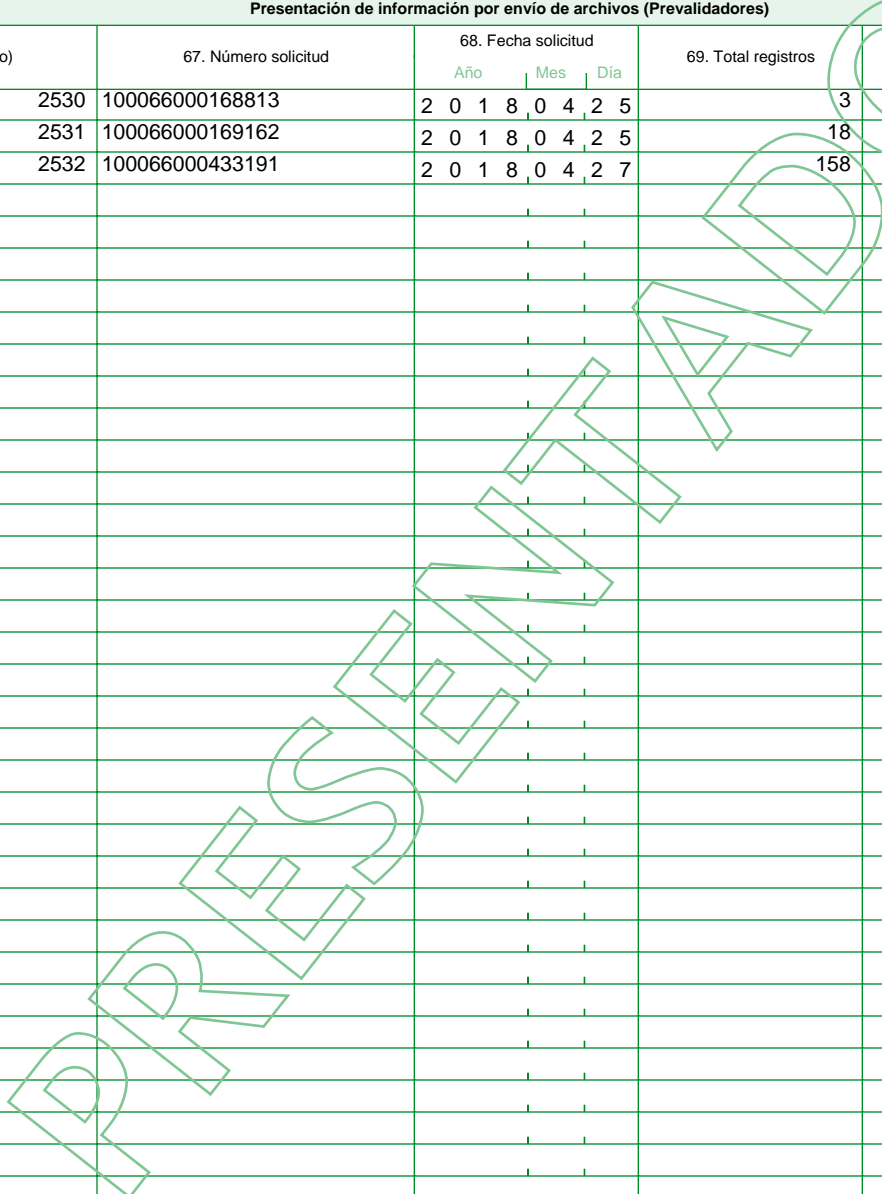 Presentación de información por envío de archivos (Prevalidadores)
o) 67. Número solicitud 68. Fecha solicitud 69. Total registros
Año Mes Día
2530 100066000168813 2 0 1 8 0 4 2 5 3
2531 100066000169162 2 0 1 8 0 4 2 5 18
2532 100066000433191 2 0 1 8 0 4 2 7 158
PRESENTADO